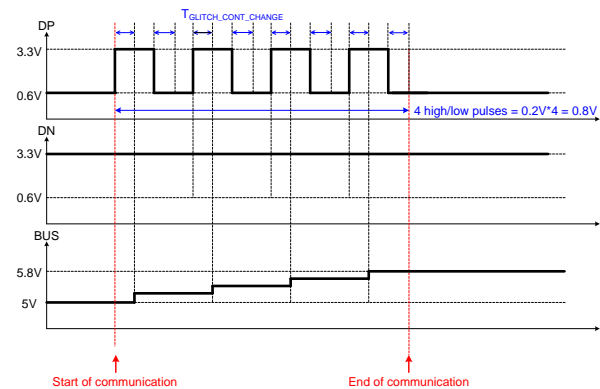 T_GLITCH_CONT_CHANGE
DP
3.3V
0.6V
4 high/low pulses = 0.2V*4 = 0.8V
DN
3.3V
0.6V
BUS
5.8V
5V
Start of communication
End of communication